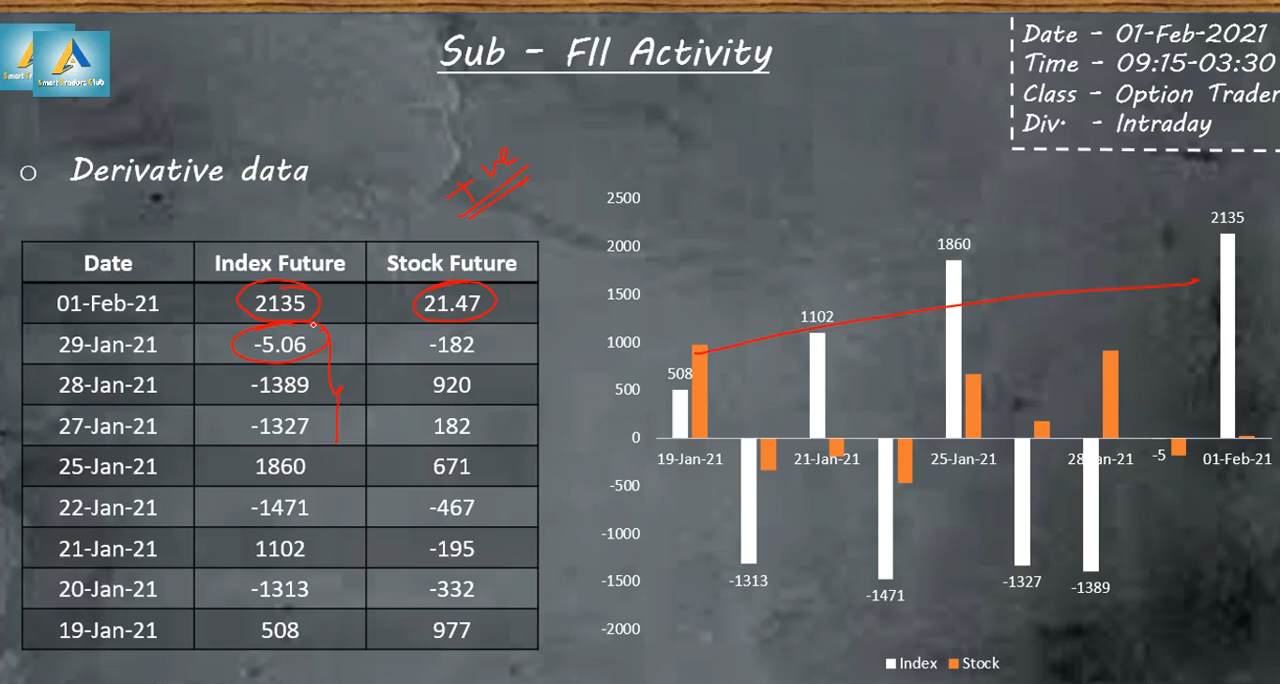 Sub - FII Activity
Date - 01-Feb-2021
Time - 09:15-03:30
Class - Option Trader
Div. - Intraday
Smart Traders Club
Derivative data
+ ve
Date Index Future Stock Future
01-Feb-21 2135 21.47
29-Jan-21 -5.06 -182
28-Jan-21 -1389 920
27-Jan-21 -1327 182
25-Jan-21 1860 671
22-Jan-21 -1471 -467
21-Jan-21 1102 -195
20-Jan-21 -1313 -332
19-Jan-21 508 977
2500
2000
1500
1000
500
0
-500
-1000
-1500
-2000
508
-1313
1102
-1471
1860
-1327
-1389
-5
2135
19-Jan-21 21-Jan-21 25-Jan-21 28-Jan-21 01-Feb-21
Index Stock